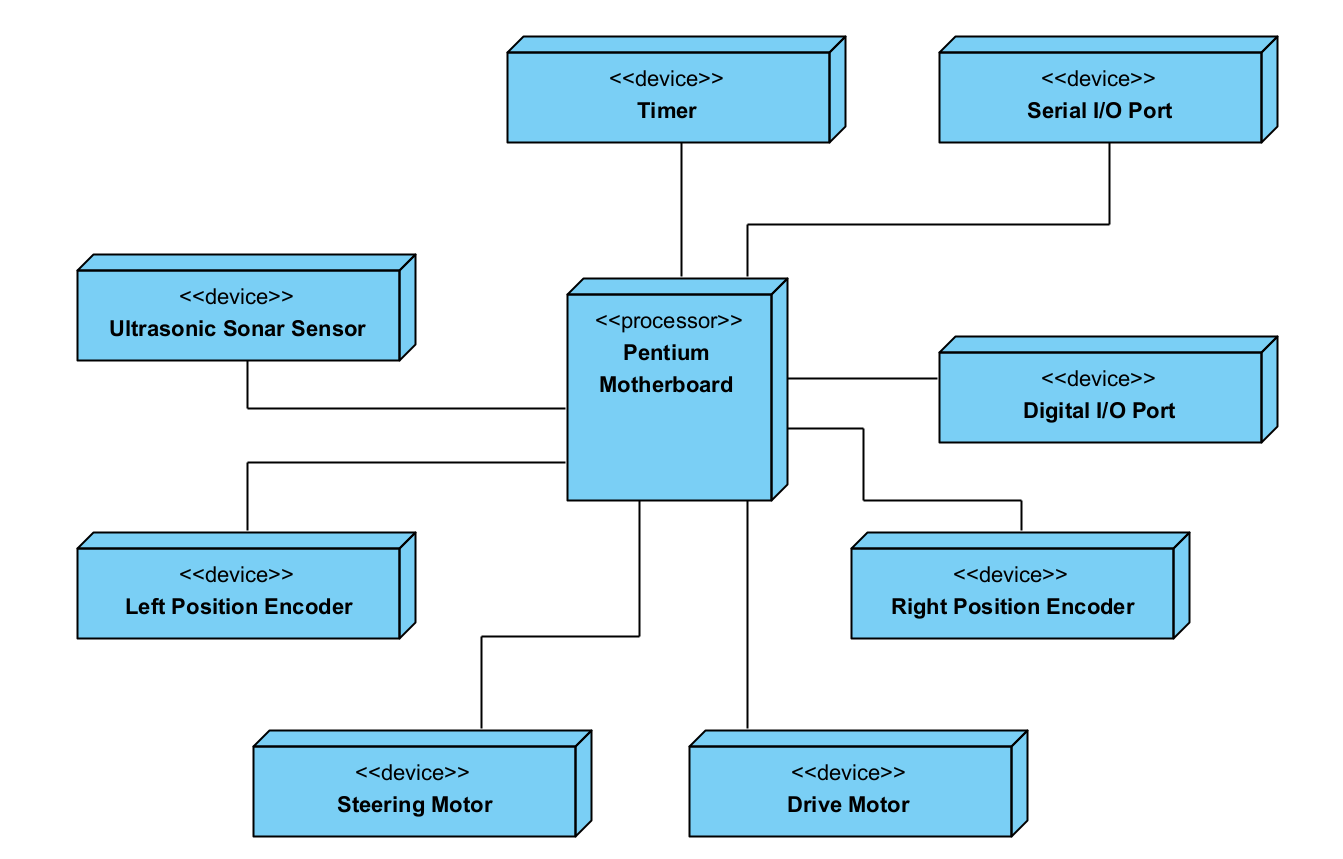 <<device>>
Timer
<<device>>
Serial I/O Port
<<device>>
Ultrasonic Sonar Sensor
<<processor>>
Pentium
Motherboard
<<device>>
Digital I/O Port
<<device>>
Left Position Encoder
<<device>>
Right Position Encoder
<<device>>
Steering Motor
<<device>>
Drive Motor